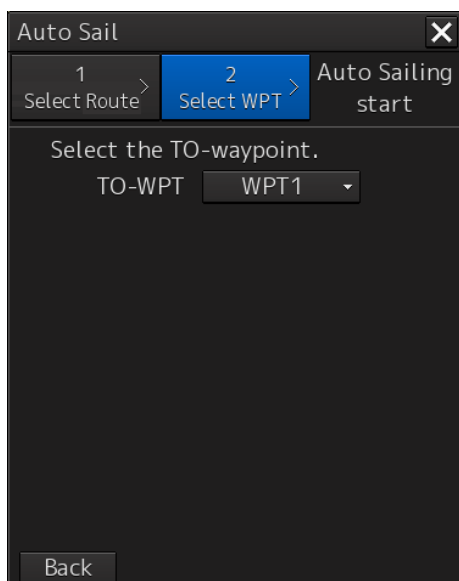 Auto Sail
1
Select Route
2
Select WPT
Auto Sailing
start
Select the TO-waypoint.
TO-WPT WPT1
Back